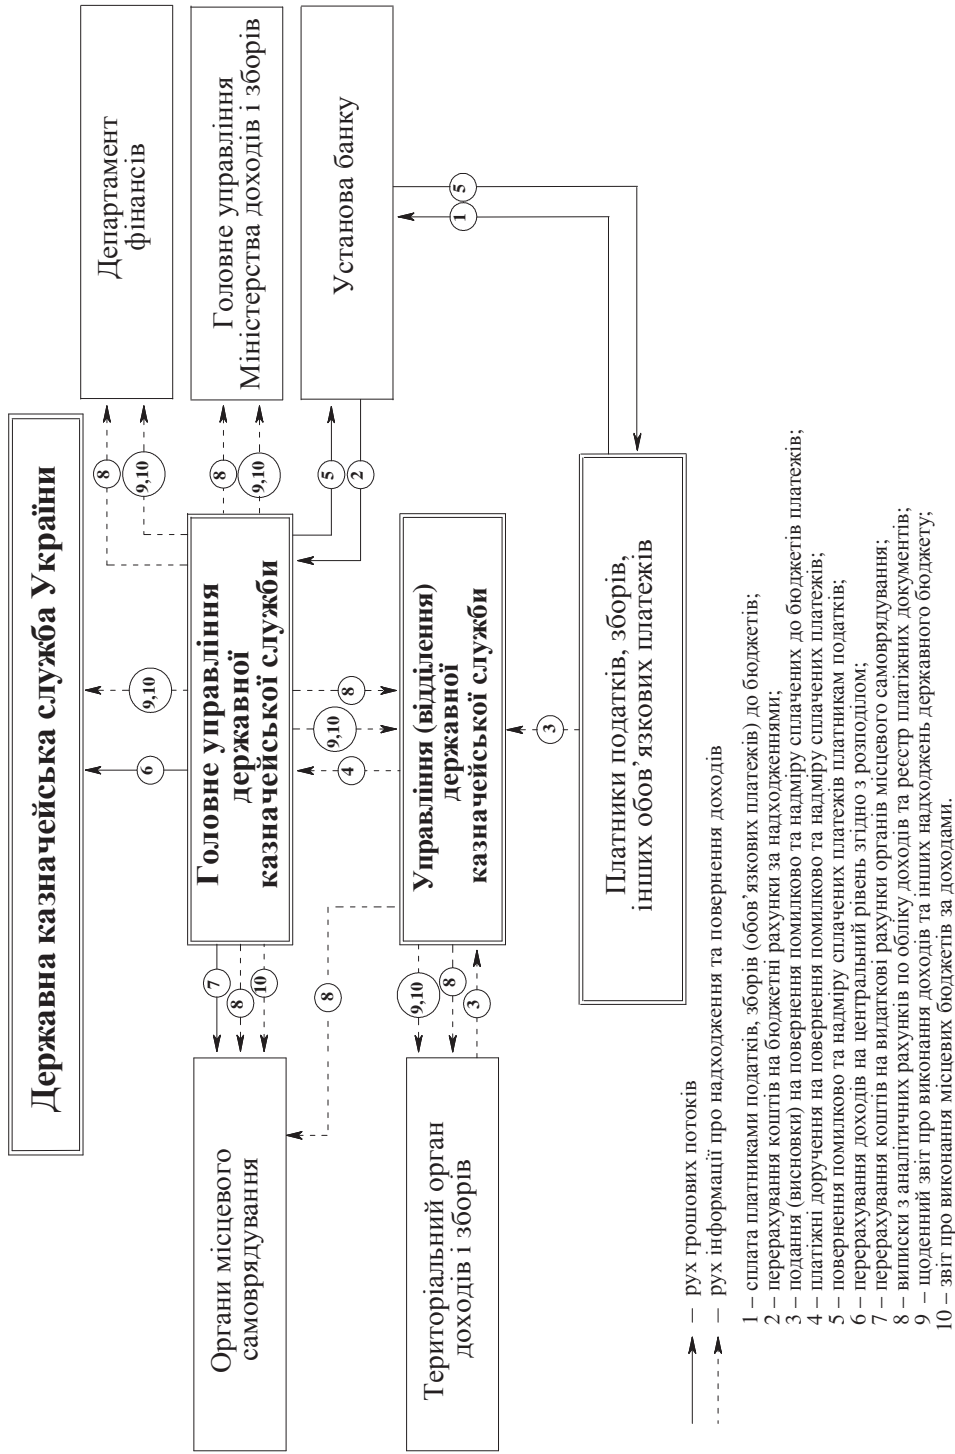 Державна казначейська служба України
Департамент
фінансів
Головне управління
Міністерства доходів і зборів
Установа банку
Головне управління
державної
казначейської служби
Управління (відділення)
державної
казначейської служби
Органи місцевого
самоврядування
Територіальний орган
доходів і зборів
Платники податків, зборів,
інших обов’язкових платежів
6
9,10
8
9,10
8
9,10
5
2
1
5
7
8
10
4
9,10
8
8
9,10
8
3
3
– рух грошових потоків
– рух інформації про надходження та повернення доходів
1 – сплата платниками податків, зборів (обов’язкових платежів) до бюджетів;
2 – перерахування коштів на бюджетні рахунки за надходженнями;
3 – подання (висновки) на повернення помилково та надміру сплачених до бюджетів платежів;
4 – платіжні доручення на повернення помилково та надміру сплачених платежів;
5 – повернення помилково та надміру сплачених платежів платникам податків;
6 – перерахування доходів на центральний рівень згідно з розподілом;
7 – перерахування коштів на видаткові рахунки органів місцевого самоврядування;
8 – виписки з аналітичних рахунків по обліку доходів та реєстр платіжних документів;
9 – щоденний звіт про виконання доходів та інших надходжень державного бюджету;
10 – звіт про виконання місцевих бюджетів за доходами.